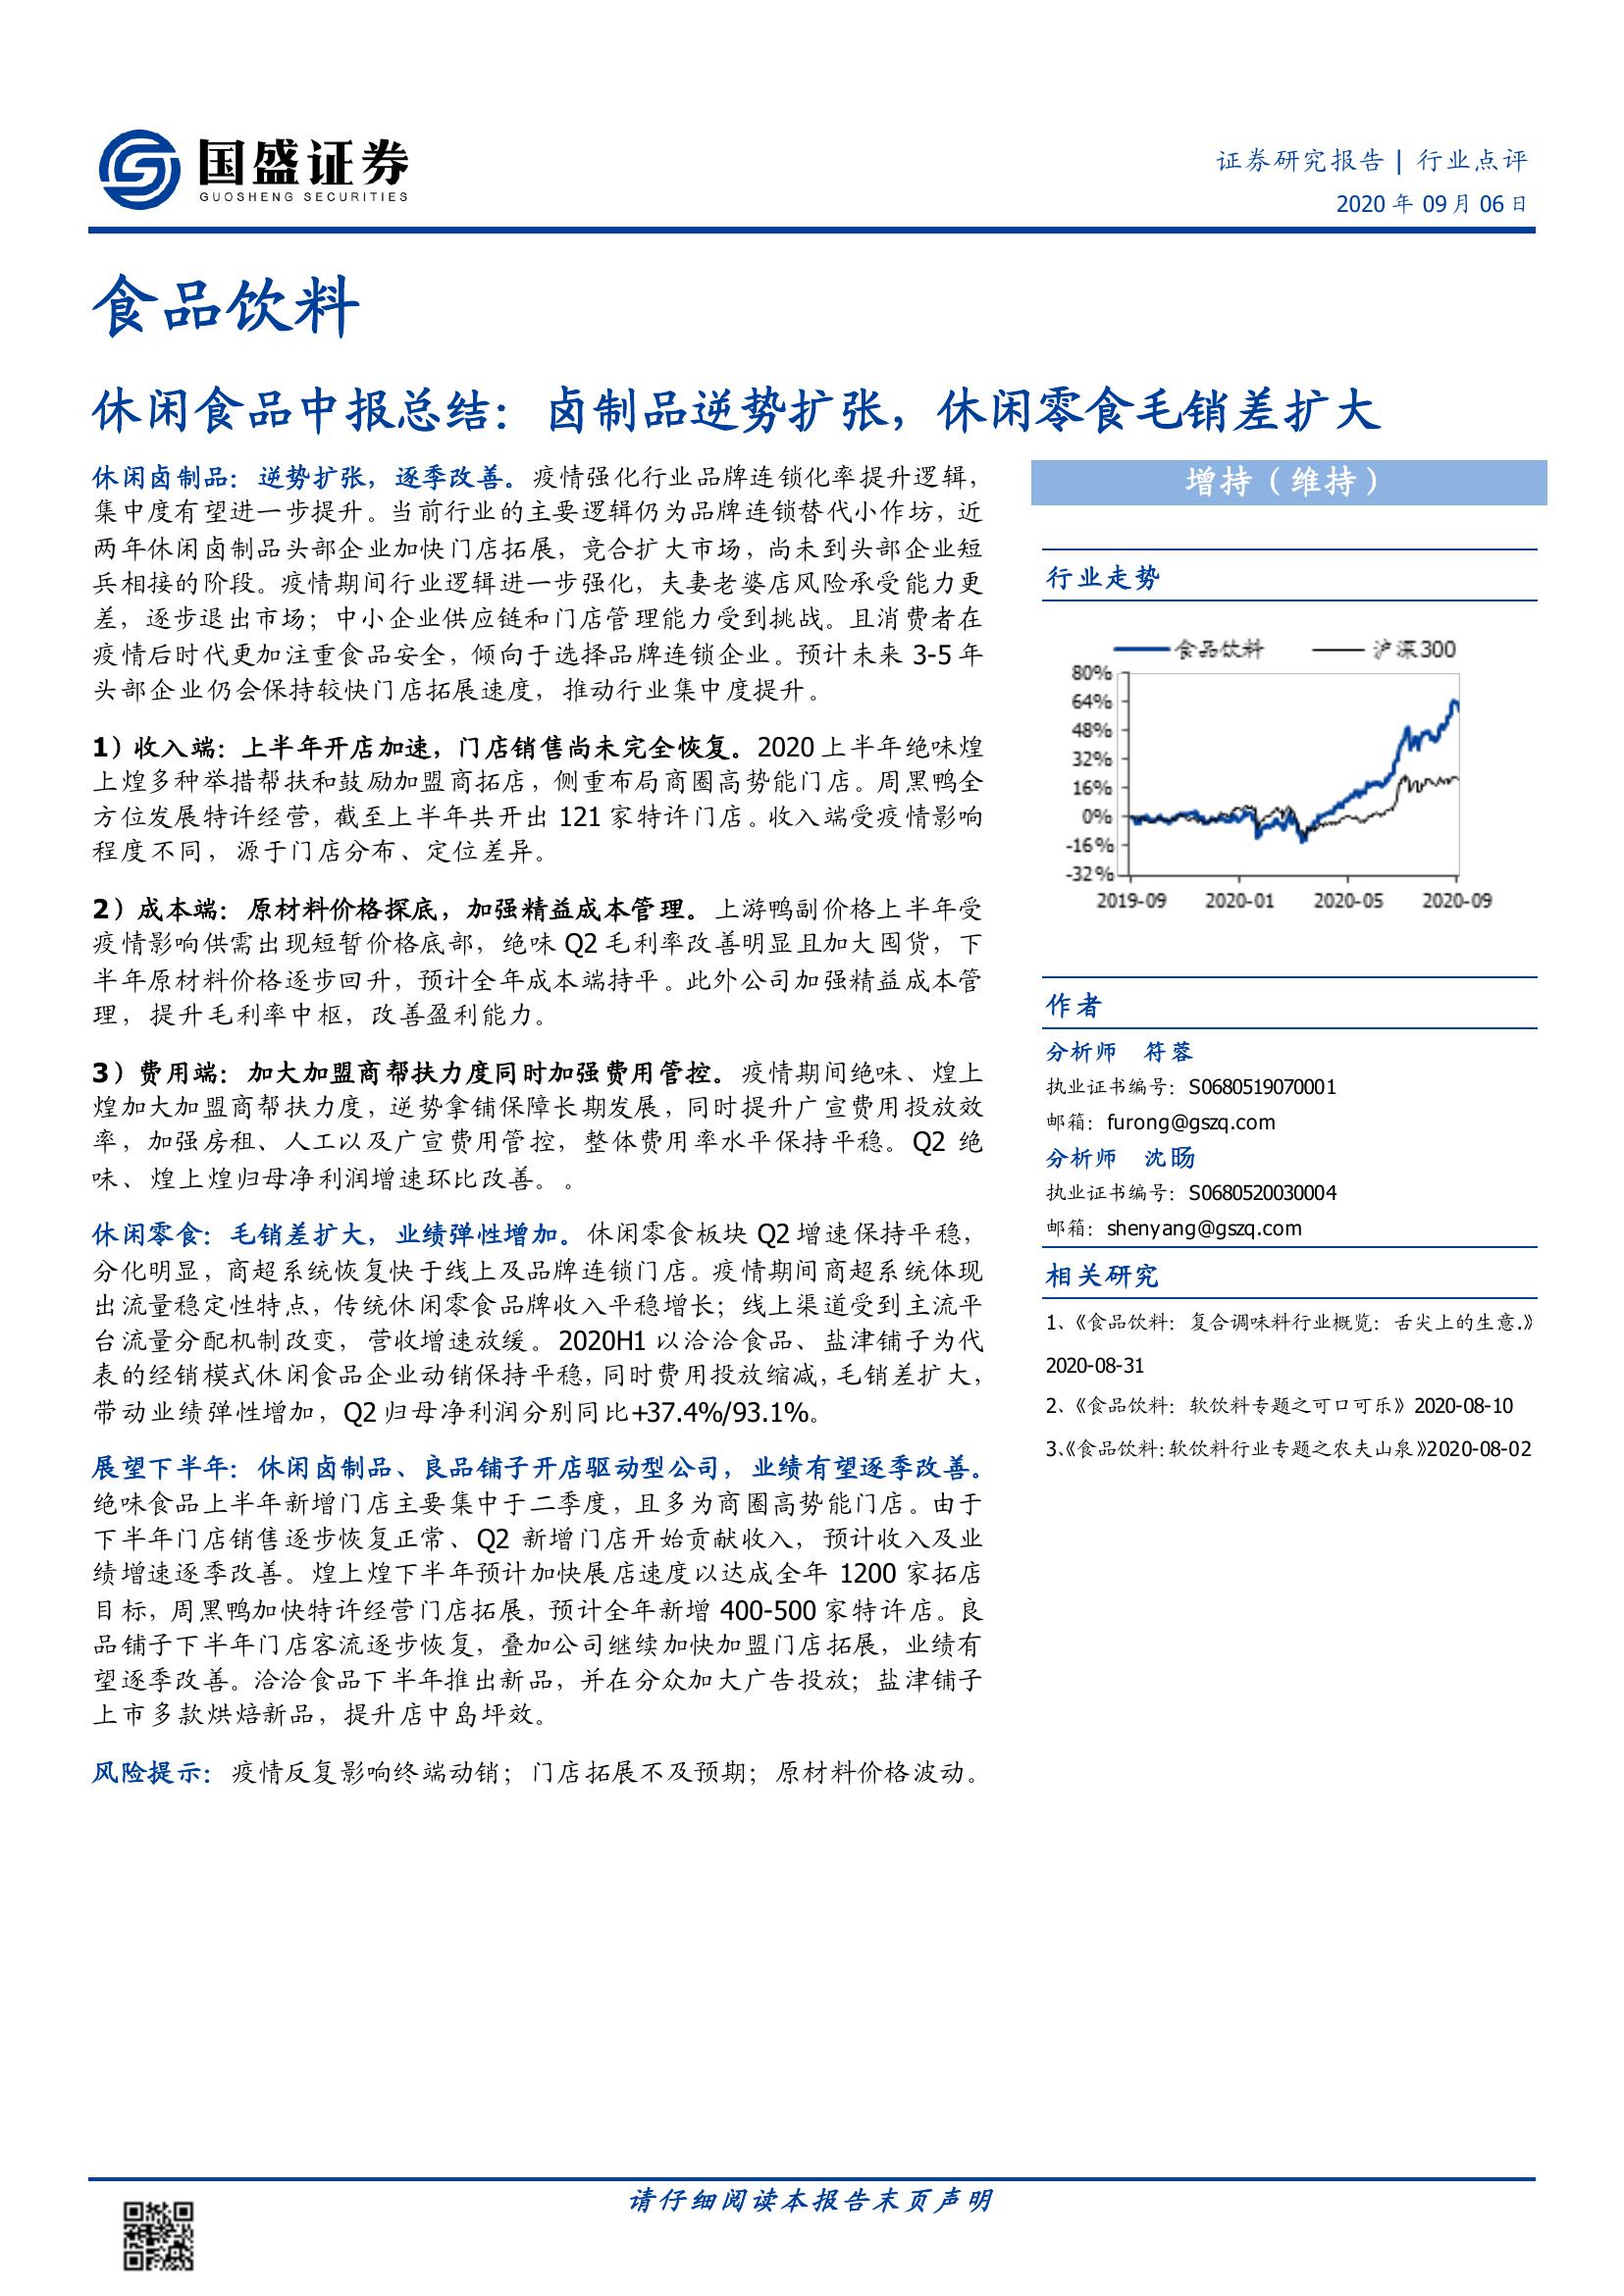 国盛证券
GUOSHENG SECURITIES
证券研究报告 | 行业点评
2020 年 09 月 06 日
食品饮料
休闲食品中报总结：卤制品逆势扩张，休闲零食毛销差扩大
休闲卤制品：逆势扩张，逐季改善。疫情强化行业品牌连锁化率提升逻辑，
集中度有望进一步提升。当前行业的主要逻辑仍为品牌连锁替代小作坊，近
两年休闲卤制品头部企业加快门店拓展，竞合扩大市场，尚未到头部企业短
兵相接的阶段。疫情期间行业逻辑进一步强化，夫妻老婆店风险承受能力更
差，逐步退出市场；中小企业供应链和门店管理能力受到挑战。且消费者在
疫情后时代更加注重食品安全，倾向于选择品牌连锁企业。预计未来 3-5 年
头部企业仍会保持较快门店拓展速度，推动行业集中度提升。
1）收入端：上半年开店加速，门店销售尚未完全恢复。2020 上半年绝味煌
上煌多种举措帮扶和鼓励加盟商拓店，侧重布局商圈高势能门店。周黑鸭全
方位发展特许经营，截至上半年共开出 121 家特许门店。收入端受疫情影响
程度不同，源于门店分布、定位差异。
2）成本端：原材料价格探底，加强精益成本管理。上游鸭副价格上半年受
疫情影响供需出现短暂价格底部，绝味 Q2 毛利率改善明显且加大囤货，下
半年原材料价格逐步回升，预计全年成本端持平。此外公司加强精益成本管
理，提升毛利率中枢，改善盈利能力。
3）费用端：加大加盟商帮扶力度同时加强费用管控。疫情期间绝味、煌上
煌加大加盟商帮扶力度，逆势拿铺保障长期发展，同时提升广宣费用投放效
率，加强房租、人工以及广宣费用管控，整体费用率水平保持平稳。Q2 绝
味、煌上煌归母净利润增速环比改善。。
休闲零食：毛销差扩大，业绩弹性增加。休闲零食板块 Q2 增速保持平稳，
分化明显，商超系统恢复快于线上及品牌连锁门店。疫情期间商超系统体现
出流量稳定性特点，传统休闲零食品牌收入平稳增长；线上渠道受到主流平
台流量分配机制改变，营收增速放缓。2020H1 以洽洽食品、盐津铺子为代
表的经销模式休闲食品企业动销保持平稳，同时费用投放缩减，毛销差扩大，
带动业绩弹性增加，Q2 归母净利润分别同比+37.4%/93.1%。
展望下半年：休闲卤制品、良品铺子开店驱动型公司，业绩有望逐季改善。
绝味食品上半年新增门店主要集中于二季度，且多为商圈高势能门店。由于
下半年门店销售逐步恢复正常、Q2 新增门店开始贡献收入，预计收入及业
绩增速逐季改善。煌上煌下半年预计加快展店速度以达成全年 1200 家拓店
目标，周黑鸭加快特许经营门店拓展，预计全年新增 400-500 家特许店。良
品铺子下半年门店客流逐步恢复，叠加公司继续加快加盟门店拓展，业绩有
望逐季改善。洽洽食品下半年推出新品，并在分众加大广告投放；盐津铺子
上市多款烘焙新品，提升店中岛坪效。
风险提示：疫情反复影响终端动销；门店拓展不及预期；原材料价格波动。
增持（维持）
行业走势
食品饮料 沪深300
80%
64%
48%
32%
16%
0%
-16%
-32%
2019-09 2020-01 2020-05 2020-09
作者
分析师 符蓉
执业证书编号：S0680519070001
邮箱：furong@gszq.com
分析师 沈旸
执业证书编号：S0680520030004
邮箱：shenyang@gszq.com
相关研究
1、《食品饮料：复合调味料行业概览：舌尖上的生意.》
2020-08-31
2、《食品饮料：软饮料专题之可口可乐》2020-08-10
3、《食品饮料：软饮料行业专题之农夫山泉》2020-08-02
请仔细阅读本报告末页声明